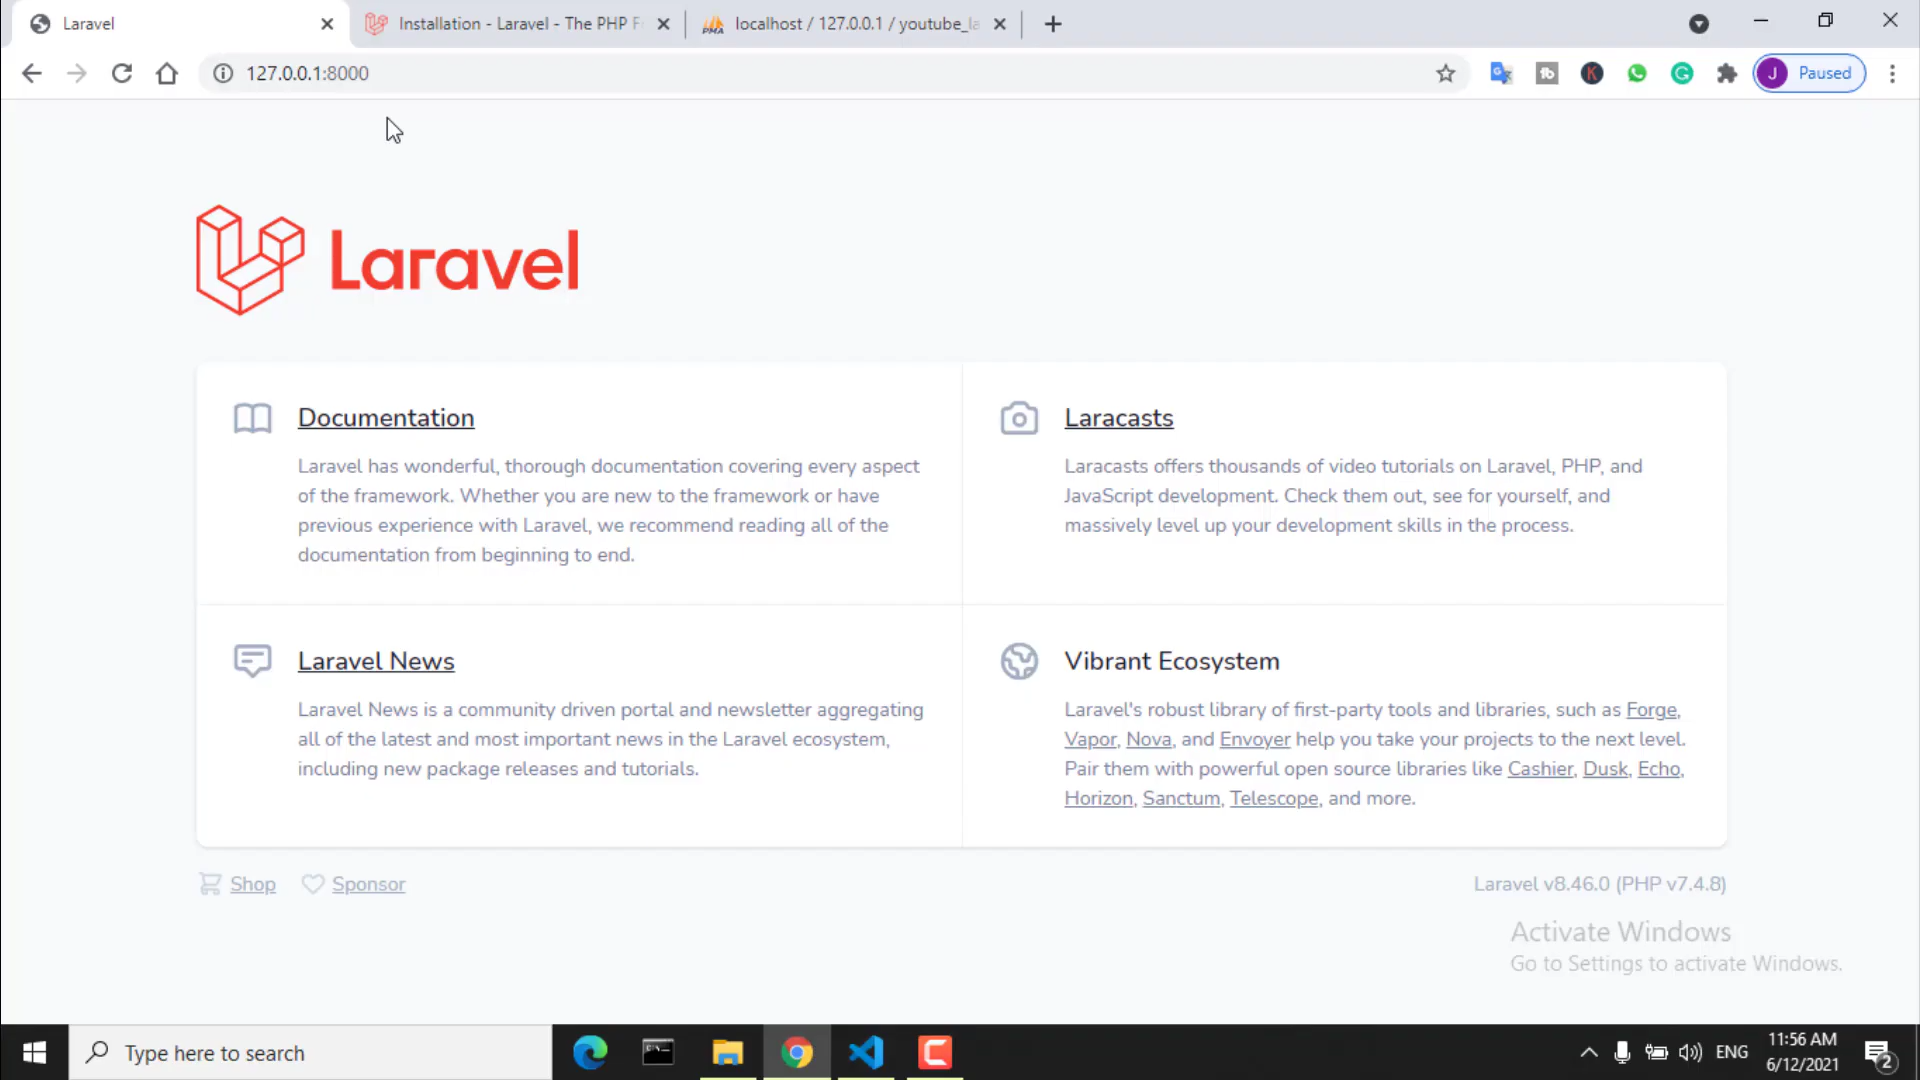 Laravel
Installation - Laravel - The PHP F
localhost / 127.0.0.1 / youtube_la
127.0.0.1:8000
J Paused
Laravel
Documentation
Laravel has wonderful, thorough documentation covering every aspect
of the framework. Whether you are new to the framework or have
previous experience with Laravel, we recommend reading all of the
documentation from beginning to end.
Laracasts
Laracasts offers thousands of video tutorials on Laravel, PHP, and
JavaScript development. Check them out, see for yourself, and
massively level up your development skills in the process.
Laravel News
Laravel News is a community driven portal and newsletter aggregating
all of the latest and most important news in the Laravel ecosystem,
including new package releases and tutorials.
Vibrant Ecosystem
Laravel's robust library of first-party tools and libraries, such as Forge,
Vapor, Nova, and Envoyer help you take your projects to the next level.
Pair them with powerful open source libraries like Cashier, Dusk, Echo,
Horizon, Sanctum, Telescope, and more.
Shop
Sponsor
Laravel v8.46.0 (PHP v7.4.8)
Activate Windows
Go to Settings to activate Windows.
Type here to search
ENG
11:56 AM
6/12/2021
2